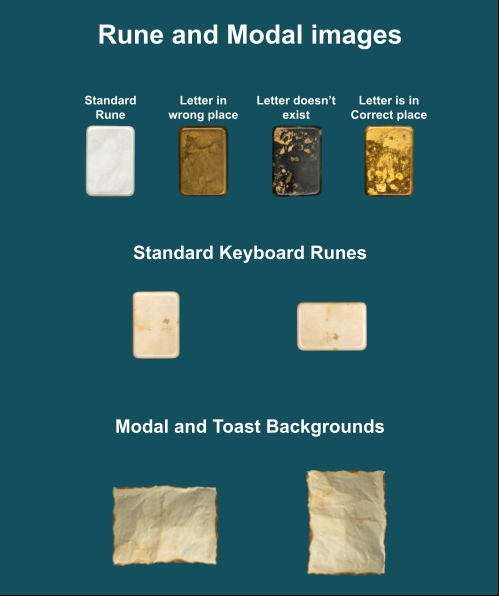 Rune and Modal images
Standard
Rune
Letter in
wrong place
Letter doesn't
exist
Letter is in
Correct place
Standard Keyboard Runes
Modal and Toast Backgrounds